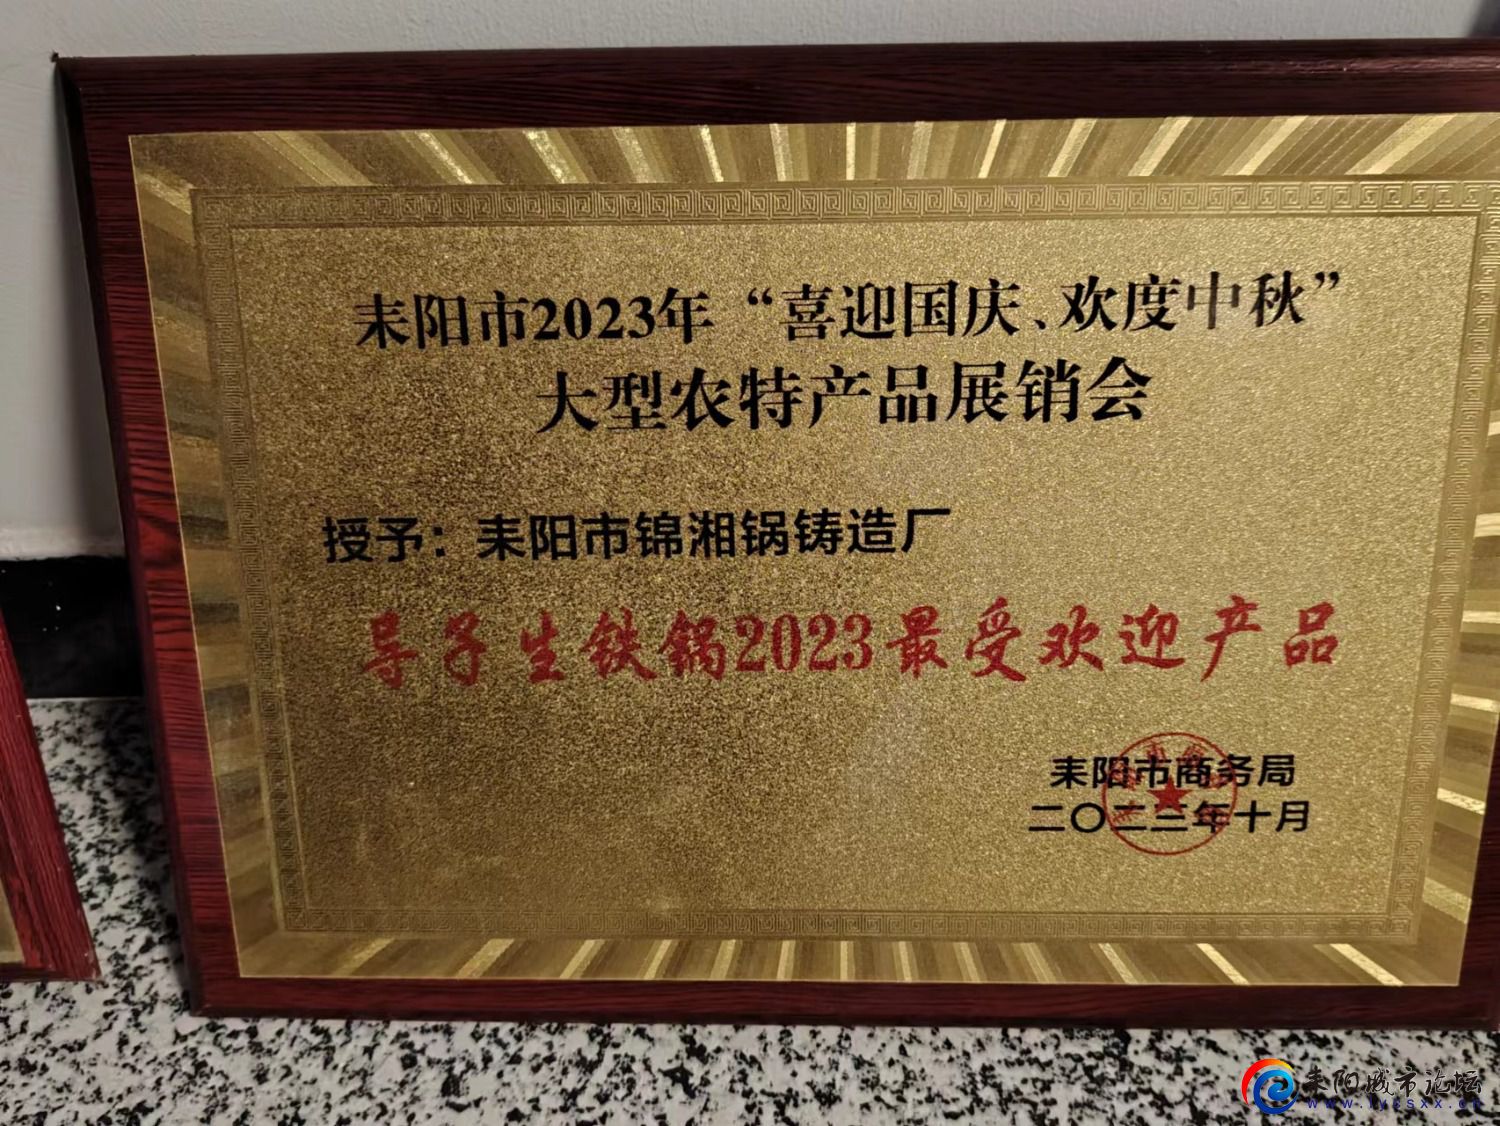 耒阳市2023年“喜迎国庆、欢度中秋”
大型农特产品展销会
授予：耒阳市锦湘锅铸造厂
导子生铁锅2023最受欢迎产品
耒阳市商务局
二〇二三年十月
耒阳城市论坛